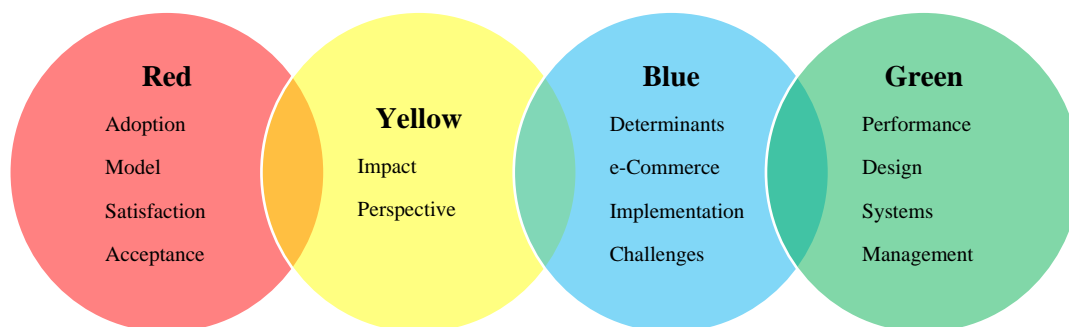 Red
Adoption
Model
Satisfaction
Acceptance
Yellow
Impact
Perspective
Blue
Determinants
e-Commerce
Implementation
Challenges
Green
Performance
Design
Systems
Management